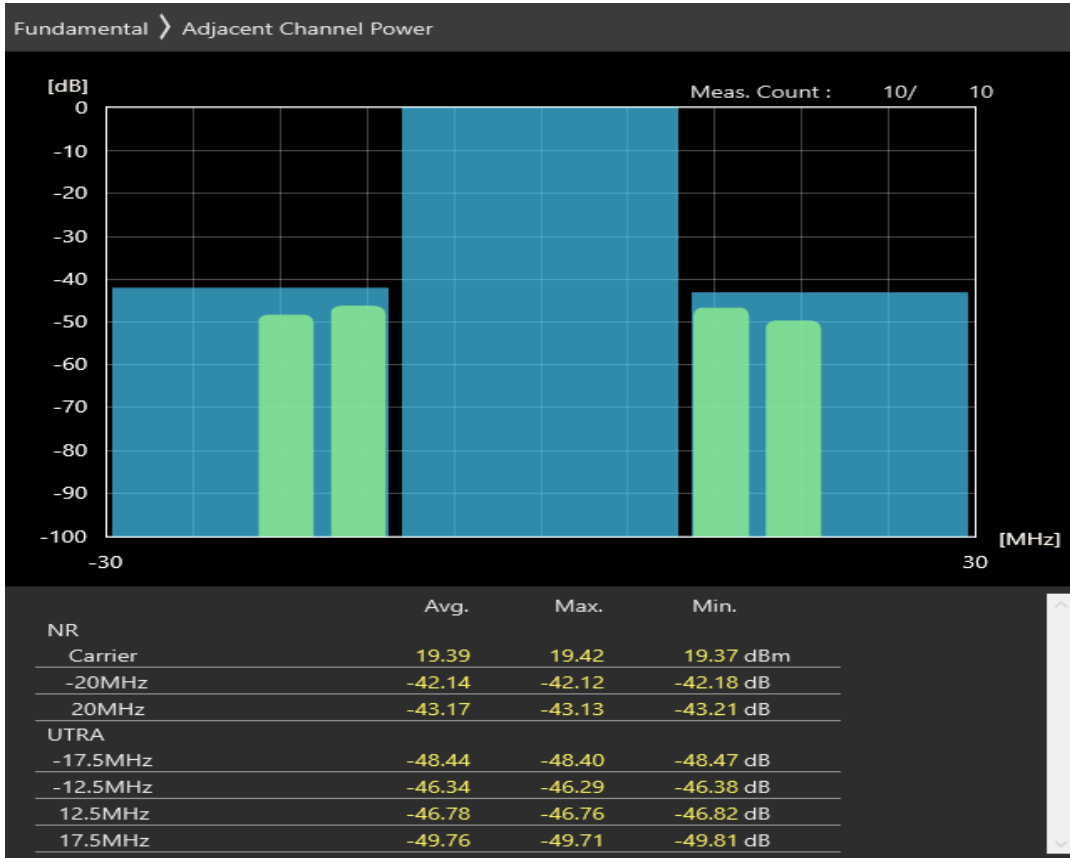 Fundamental 》 Adjacent Channel Power
[dB]
Meas. Count : 10/ 10
0
-10
-20
-30
-40
-50
-60
-70
-80
-90
-100
[MHz]
-30 30
Avg. Max. Min.
NR
Carrier 19.39 19.42 19.37 dBm
-20MHz -42.14 -42.12 -42.18 dB
20MHz -43.17 -43.13 -43.21 dB
UTRA
-17.5MHz -48.44 -48.40 -48.47 dB
-12.5MHz -46.34 -46.29 -46.38 dB
12.5MHz -46.78 -46.76 -46.82 dB
17.5MHz -49.76 -49.71 -49.81 dB